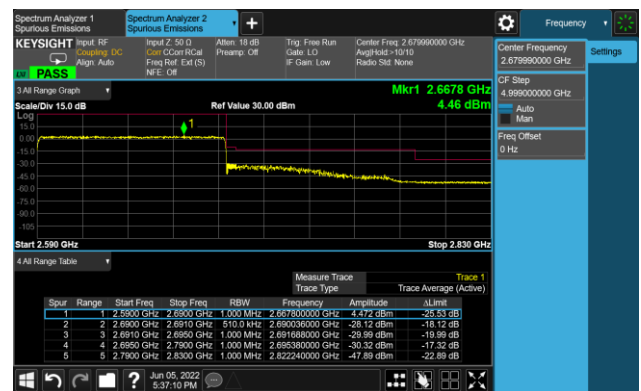 Spectrum Analyzer 1
Spurious Emissions
Spectrum Analyzer 2
Spurious Emissions
+
Frequency
KEYSIGHT
Input: RF
Coupling: DC
Align: Auto
Input Z: 50 Ω
Corr CCorr RCal
Freq Ref: Ext (S)
NFE: Off
Atten: 18 dB
Preamp: Off
Trig: Free Run
Gate: LO
IF Gain: Low
Center Freq: 2.679990000 GHz
Avg|Hold:>10/10
Radio Std: None
PASS
Center Frequency
2.679990000 GHz
Settings
CF Step
4.999000000 GHz
Auto
Man
Freq Offset
0 Hz
3 All Range Graph
Mkr1 2.6678 GHz
4.46 dBm
Scale/Div 15.0 dB
Ref Value 30.00 dBm
Log
15.0
0.00
-15.0
-30.0
-45.0
-60.0
-75.0
-90.0
-105
1
Start 2.590 GHz
Stop 2.830 GHz
4 All Range Table
Measure Trace Trace 1
Trace Type Trace Average (Active)
Spur Range Start Freq Stop Freq RBW Frequency Amplitude ΔLimit
1 1 2.5900 GHz 2.6900 GHz 1.000 MHz 2.667800000 GHz 4.472 dBm -25.53 dB
2 2 2.6900 GHz 2.6910 GHz 510.0 kHz 2.690036000 GHz -28.12 dBm -18.12 dB
3 3 2.6910 GHz 2.6950 GHz 1.000 MHz 2.691688000 GHz -29.99 dBm -19.99 dB
4 4 2.6950 GHz 2.7900 GHz 1.000 MHz 2.695380000 GHz -30.32 dBm -17.32 dB
5 5 2.7900 GHz 2.8300 GHz 1.000 MHz 2.822240000 GHz -47.89 dBm -22.89 dB
?
Jun 05, 2022
5:37:10 PM